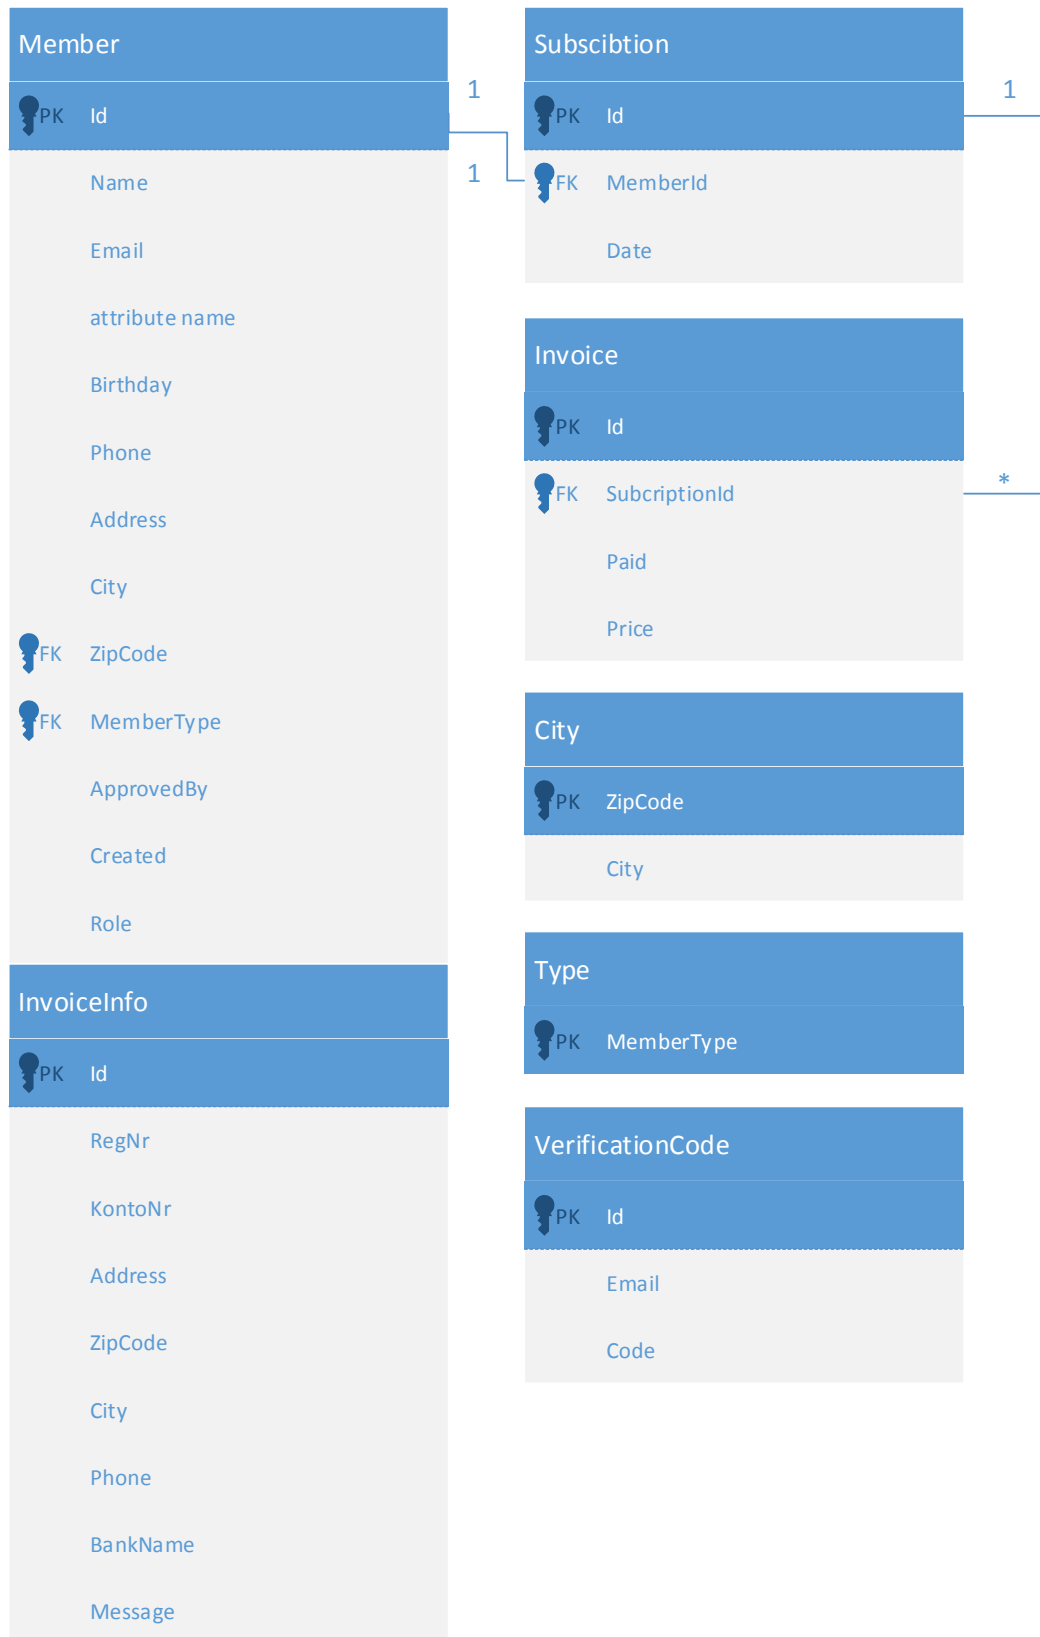 Member
PK Id
Name
Email
attribute name
Birthday
Phone
Address
City
FK ZipCode
FK MemberType
ApprovedBy
Created
Role
InvoiceInfo
PK Id
RegNr
KontoNr
Address
ZipCode
City
Phone
BankName
Message
1
1
Subscibtion
PK Id
FK MemberId
Date
1
Invoice
PK Id
FK SubcriptionId
Paid
Price
*
City
PK ZipCode
City
Type
PK MemberType
VerificationCode
PK Id
Email
Code